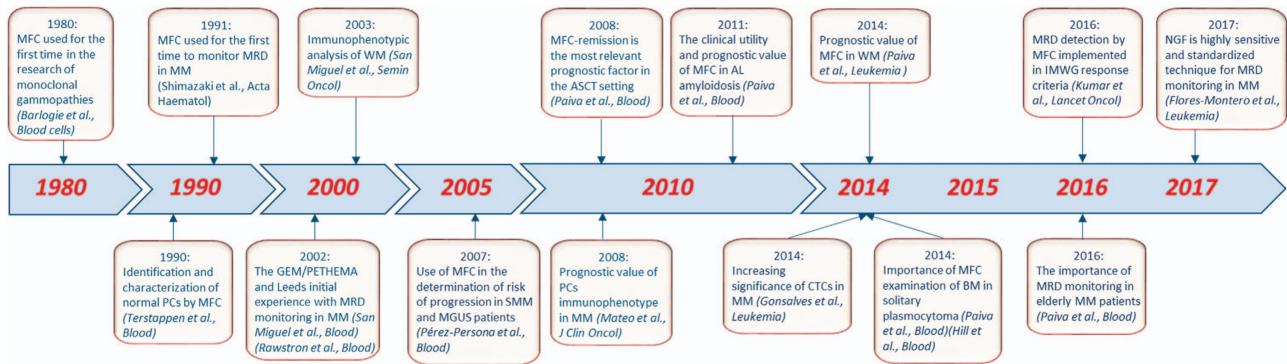 1980:
MFC used for the
first time in the
research of
monoclonal
gammopathies
(Barlogie et al.,
Blood cells)
1991:
MFC used for the first
time to monitor MRD
in MM
(Shimazaki et al., Acta
Haematol)
2003:
Immunophenotypic
analysis of WM (San
Miguel et al., Semin
Oncol)
2008:
MFC-remission is the
most relevant
prognostic factor in
the ASCT setting
(Paiva et al., Blood)
2011:
The clinical utility
and prognostic value
of MFC in AL
amyloidosis (Paiva
et al., Blood)
2014:
Prognostic value of
MFC in WM (Paiva
et al., Leukemia )
2016:
MRD detection by
MFC implemented
in IMWG response
criteria (Kumar et
al., Lancet Oncol)
2017:
NGF is highly sensitive
and standardized
technique for MRD
monitoring in MM
(Flores-Montero et al.,
Leukemia)
1980 1990 2000 2005 2010 2014 2015 2016 2017
1990:
Identification and
characterization of
normal PCs by MFC
(Terstappen et al.,
Blood)
2002:
The GEM/PETHEMA
and Leeds initial
experience with MRD
monitoring in MM (San
Miguel et al., Blood)
(Rawstron et al., Blood)
2007:
Use of MFC in the
determination of risk
of progression in SMM
and MGUS patients
(Pérez-Persona et al.,
Blood)
2008:
Prognostic value of
PCs
immunophenotype
in MM (Mateo et al.,
J Clin Oncol)
2014:
Increasing
significance of CTCs in
MM (Gonsalves et al.,
Leukemia)
2014:
Importance of MFC
examination of BM in
solitary
plasmocytoma (Paiva
et al., Blood)(Hill et
al., Blood)
2016:
The importance of
MRD monitoring in
elderly MM patients
(Paiva et al., Blood)